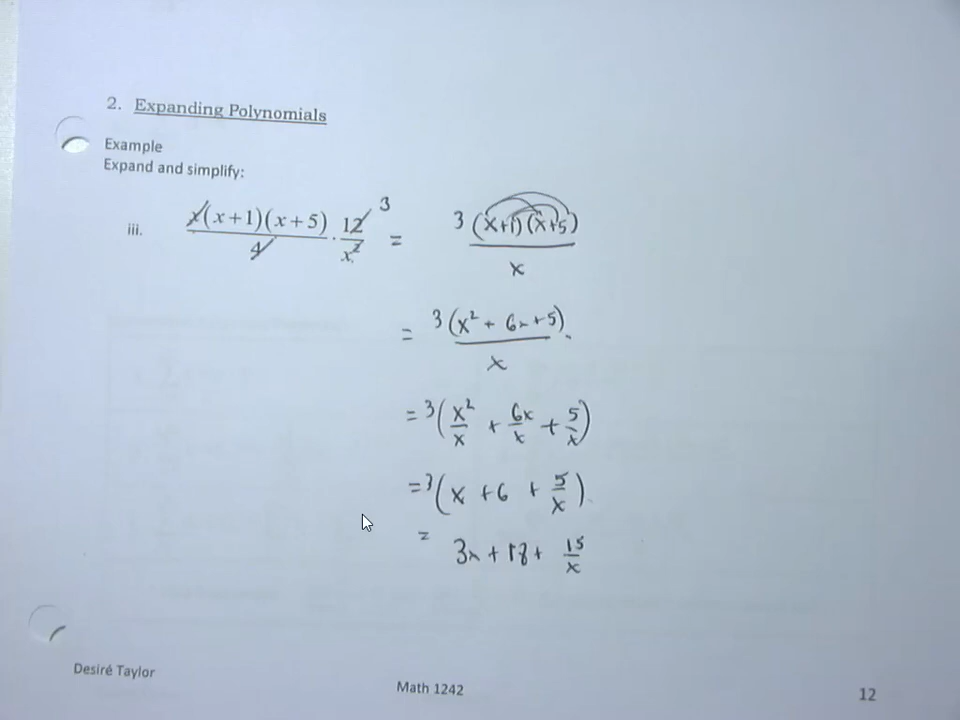 2. Expanding Polynomials
Example
Expand and simplify:
iii. x(x+1)(x+5)/4 · 12/x² 3 = 3(x+1)(x+5)/x
= 3(x²+6x+5)/x
= 3(x²/x + 6x/x + 5/x)
= 3(x + 6 + 5/x)
= 3x + 18 + 15/x
Desiré Taylor
Math 1242
12